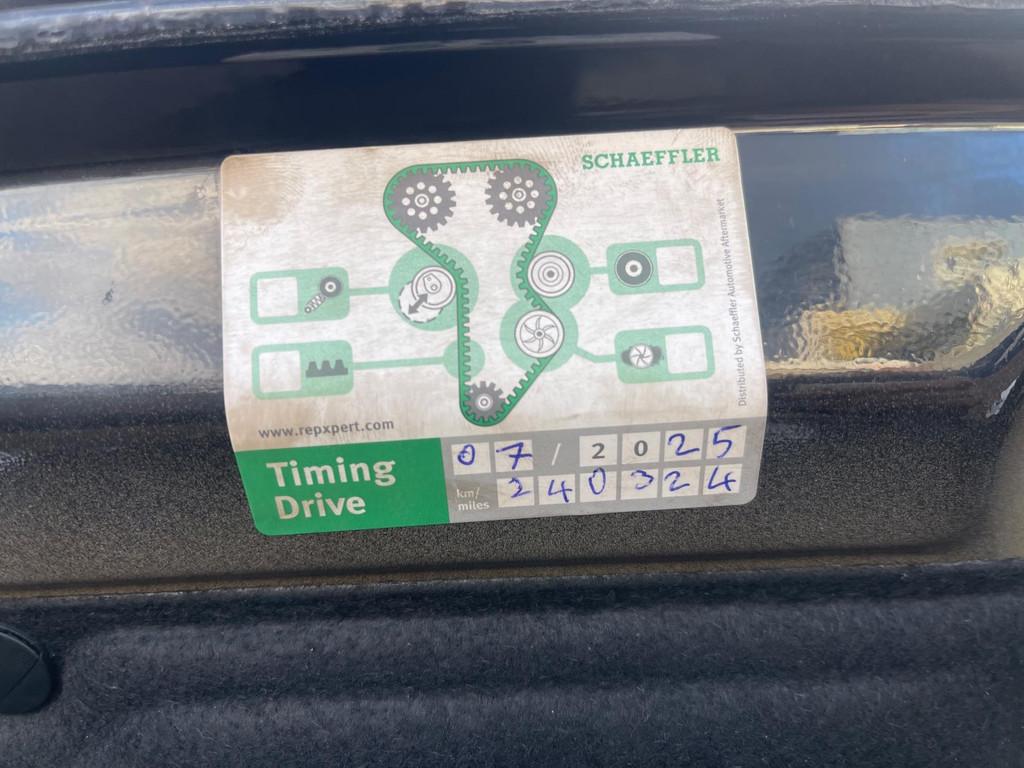 SCHAEFFLER
Distributed by Schaeffler Automotive Aftermarket
www.repxpert.com
Timing
Drive
07/2025
km/
miles
240324